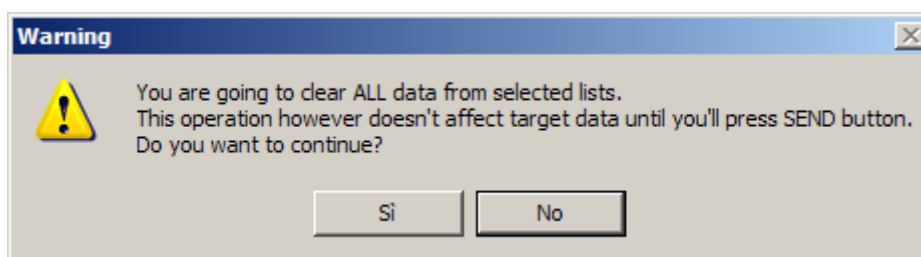 Warning
You are going to clear ALL data from selected lists.
This operation however doesn't affect target data until you'll press SEND button.
Do you want to continue?
Sì
No